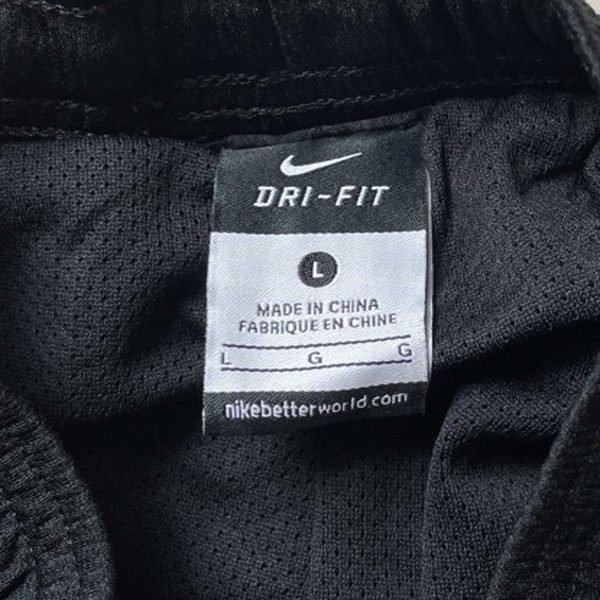 DRI-FIT
L
MADE IN CHINA
FABRIQUE EN CHINE
L G G
nikebetterworld.com